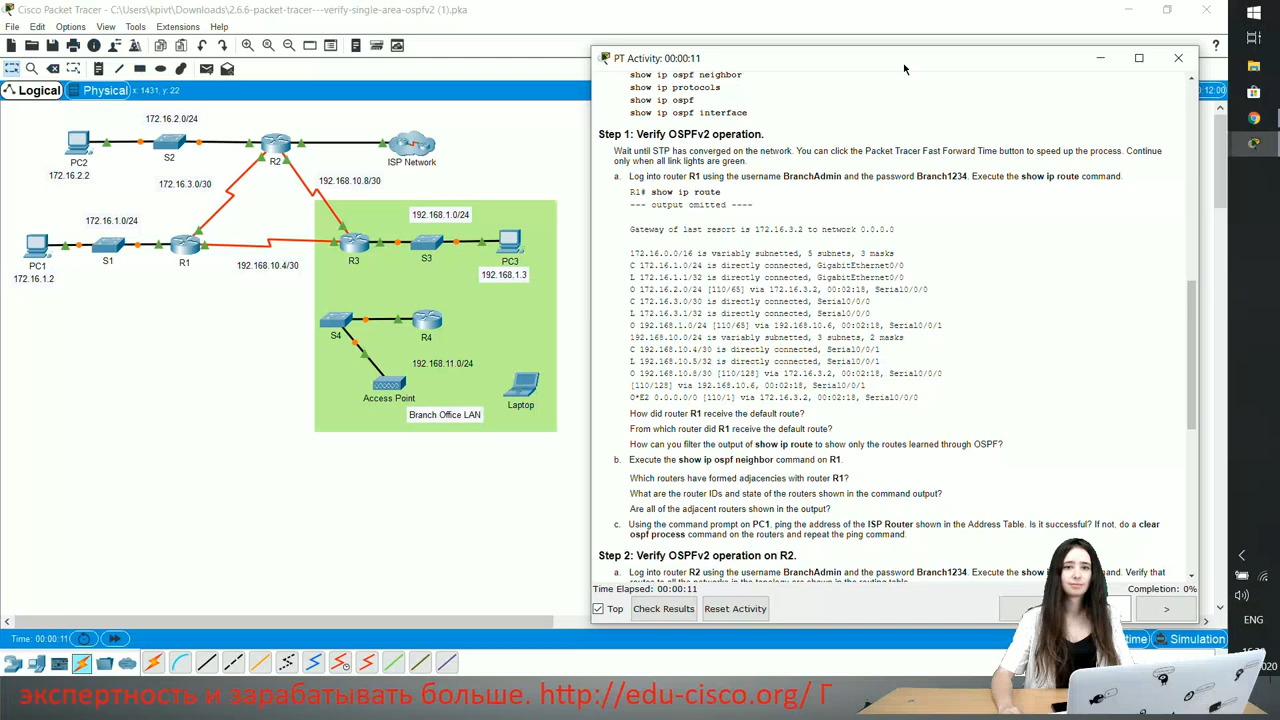 Cisco Packet Tracer - C:\Users\kpivt\Downloads\2.6.6-packet-tracer---verify-single-area-ospfv2 (1).pka
File Edit Options View Tools Extensions Help
Logical Physical x: 1431, y: 22
12:00
172.16.2.0/24
PC2
S2
R2
ISP Network
172.16.2.2
172.16.3.0/30
192.168.10.8/30
172.16.1.0/24
192.168.1.0/24
PC1
S1
R1
192.168.10.4/30
R3
S3
PC3
172.16.1.2
192.168.1.3
S4
R4
192.168.11.0/24
Access Point
Laptop
Branch Office LAN
PT Activity: 00:00:11
show ip ospf neighbor
show ip protocols
show ip ospf
show ip ospf interface
Step 1: Verify OSPFv2 operation.
Wait until STP has converged on the network. You can click the Packet Tracer Fast Forward Time button to speed up the process. Continue
only when all link lights are green.
a. Log into router R1 using the username BranchAdmin and the password Branch1234. Execute the show ip route command.
R1# show ip route
--- output omitted ----
Gateway of last resort is 172.16.3.2 to network 0.0.0.0
172.16.0.0/16 is variably subnetted, 5 subnets, 3 masks
C 172.16.1.0/24 is directly connected, GigabitEthernet0/0
L 172.16.1.1/32 is directly connected, GigabitEthernet0/0
O 172.16.2.0/24 [110/65] via 172.16.3.2, 00:02:18, Serial0/0/0
C 172.16.3.0/30 is directly connected, Serial0/0/0
L 172.16.3.1/32 is directly connected, Serial0/0/0
O 192.168.1.0/24 [110/65] via 192.168.10.6, 00:02:18, Serial0/0/1
192.168.10.0/24 is variably subnetted, 3 subnets, 2 masks
C 192.168.10.4/30 is directly connected, Serial0/0/1
L 192.168.10.5/32 is directly connected, Serial0/0/1
O 192.168.10.8/30 [110/128] via 172.16.3.2, 00:02:18, Serial0/0/0
[110/128] via 192.168.10.6, 00:02:18, Serial0/0/1
O*E2 0.0.0.0/0 [110/1] via 172.16.3.2, 00:02:18, Serial0/0/0
How did router R1 receive the default route?
From which router did R1 receive the default route?
How can you filter the output of show ip route to show only the routes learned through OSPF?
b. Execute the show ip ospf neighbor command on R1.
Which routers have formed adjacencies with router R1?
What are the router IDs and state of the routers shown in the command output?
Are all of the adjacent routers shown in the output?
c. Using the command prompt on PC1, ping the address of the ISP Router shown in the Address Table. Is it successful? If not, do a clear
ospf process command on the routers and repeat the ping command.
Step 2: Verify OSPFv2 operation on R2.
a. Log into router R2 using the username BranchAdmin and the password Branch1234. Execute the show mand. Verify that
routes to all the networks in the topology are shown in the routing table.
Time Elapsed: 00:00:11 Completion: 0%
Top Check Results Reset Activity >
Time: 00:00:11
time Simulation
ENG
экспертность и зарабатывать больше. http://edu-cisco.org/ Г